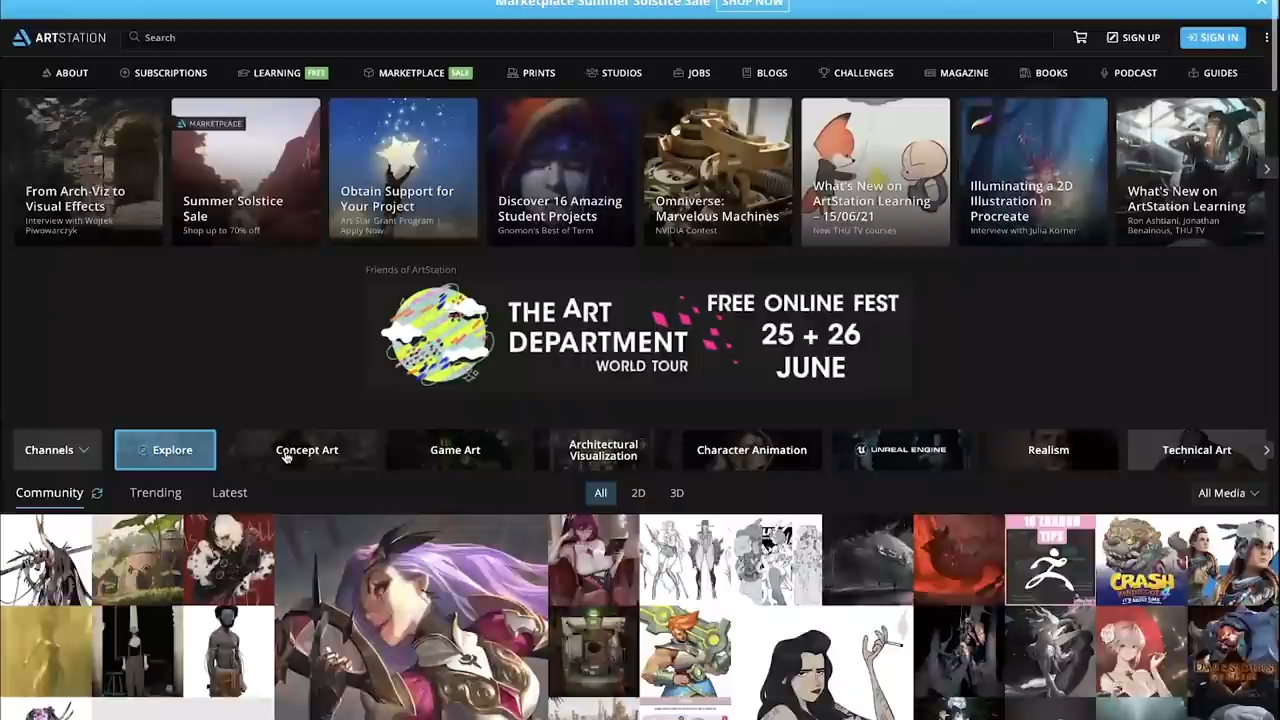 Marketplace Summer Solstice Sale SHOP NOW
ARTSTATION Search SIGN UP SIGN IN
ABOUT SUBSCRIPTIONS LEARNING FREE MARKETPLACE SALE PRINTS STUDIOS JOBS BLOGS CHALLENGES MAGAZINE BOOKS PODCAST GUIDES
From Arch-Viz to
Visual Effects
Interview with Wojtek
Piwowarczyk
MARKETPLACE
Summer Solstice
Sale
Shop up to 70% off
Obtain Support for
Your Project
Art Star Grant Program |
Apply Now
Discover 16 Amazing
Student Projects
Gnomon's Best of Term
Omniverse:
Marvelous Machines
NVIDIA Contest
What's New on
ArtStation Learning
– 15/06/21
New THU TV courses
Illuminating a 2D
Illustration in
Procreate
Interview with Julia Korner
What's New on
ArtStation Learning
Ron Ashtiani, Jonathan
Benainous, THU TV
Friends of ArtStation
THE ART
DEPARTMENT
WORLD TOUR
FREE ONLINE FEST
25 + 26
JUNE
Channels Explore Concept Art Game Art Architectural
Visualization Character Animation UNREAL ENGINE Realism Technical Art
Community Trending Latest All 2D 3D All Media
TIPS
CRASH
IT'S ABOUT TIME
DARKSIDERS